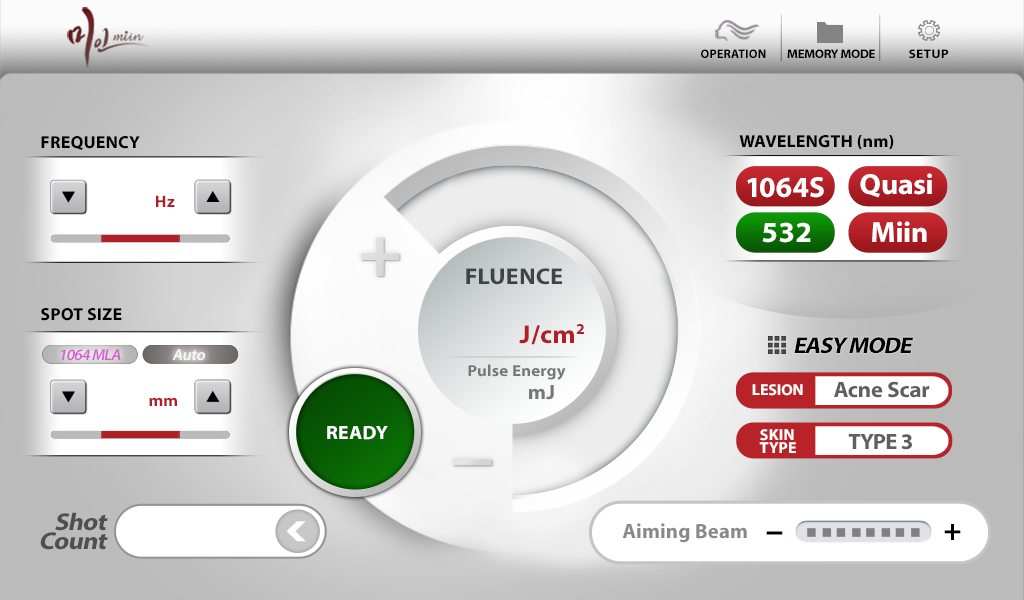 미인 miin
OPERATION
MEMORY MODE
SETUP
FREQUENCY
▼ Hz ▲
WAVELENGTH (nm)
1064S
Quasi
532
Miin
FLUENCE
J/cm²
Pulse Energy
mJ
+
−
READY
SPOT SIZE
1064 MLA
Auto
▼ mm ▲
EASY MODE
LESION
Acne Scar
SKIN
TYPE
TYPE 3
Shot
Count
Aiming Beam − +